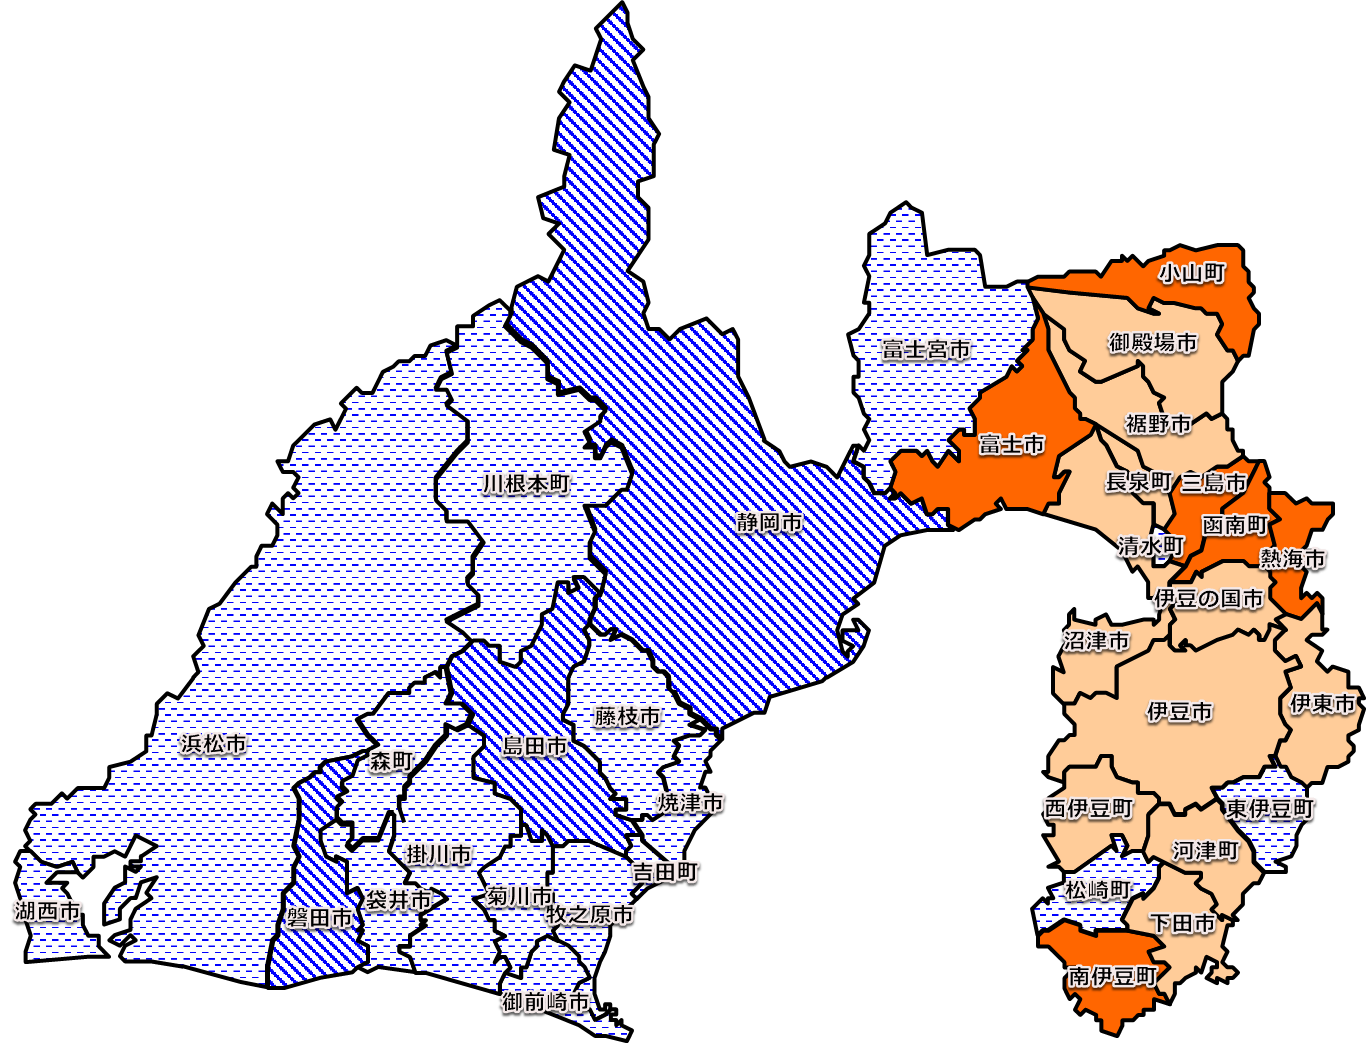 小山町
御殿場市
富士宮市
裾野市
富士市
長泉町
三島市
川根本町
静岡市
函南町
清水町
熱海市
伊豆の国市
沼津市
伊東市
伊豆市
藤枝市
浜松市
島田市
森町
焼津市
西伊豆町
東伊豆町
掛川市
河津町
吉田町
松崎町
菊川市
袋井市
湖西市
磐田市
牧之原市
下田市
南伊豆町
御前崎市